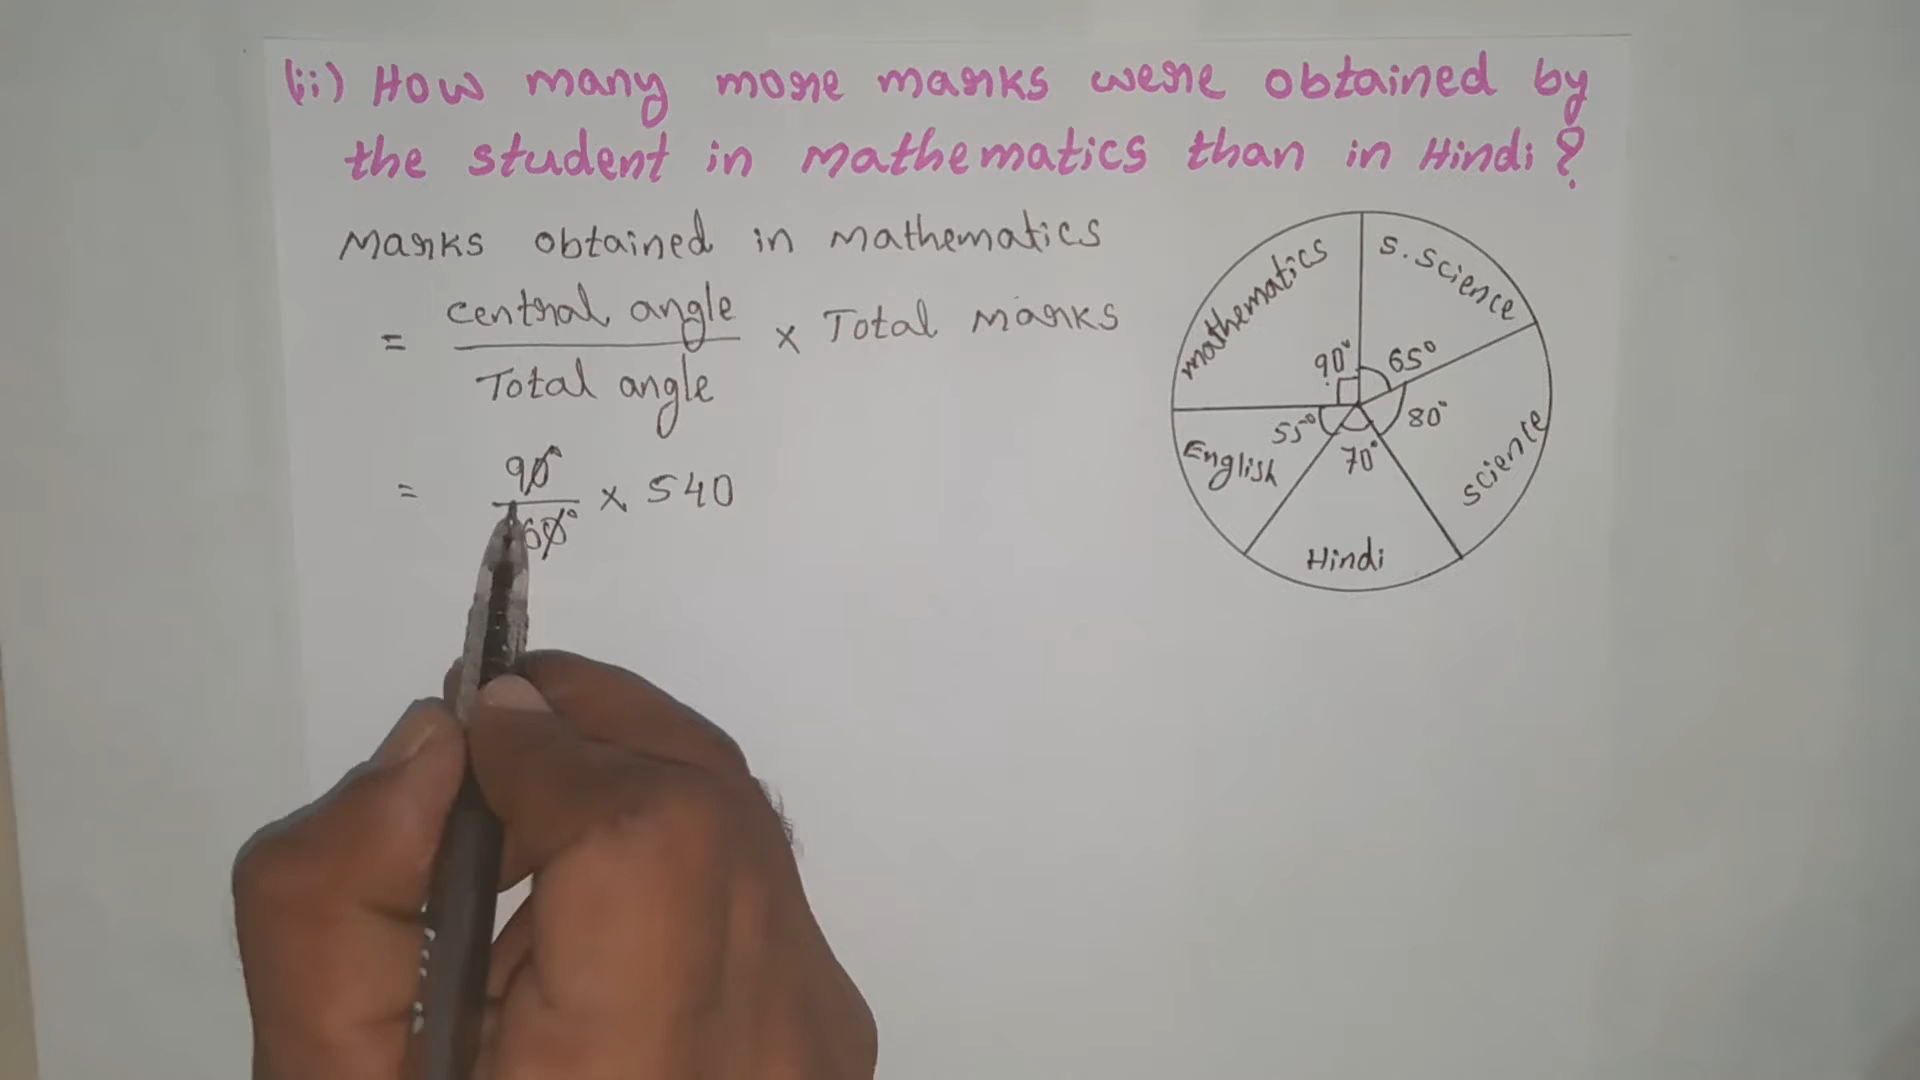 (ii) How many more marks were obtained by
the student in mathematics than in Hindi?
Marks obtained in mathematics
= central angle / Total angle × Total marks
= 90° / 60° × 540
mathematics
S. Science
90°
65°
80°
55°
70°
English
Science
Hindi